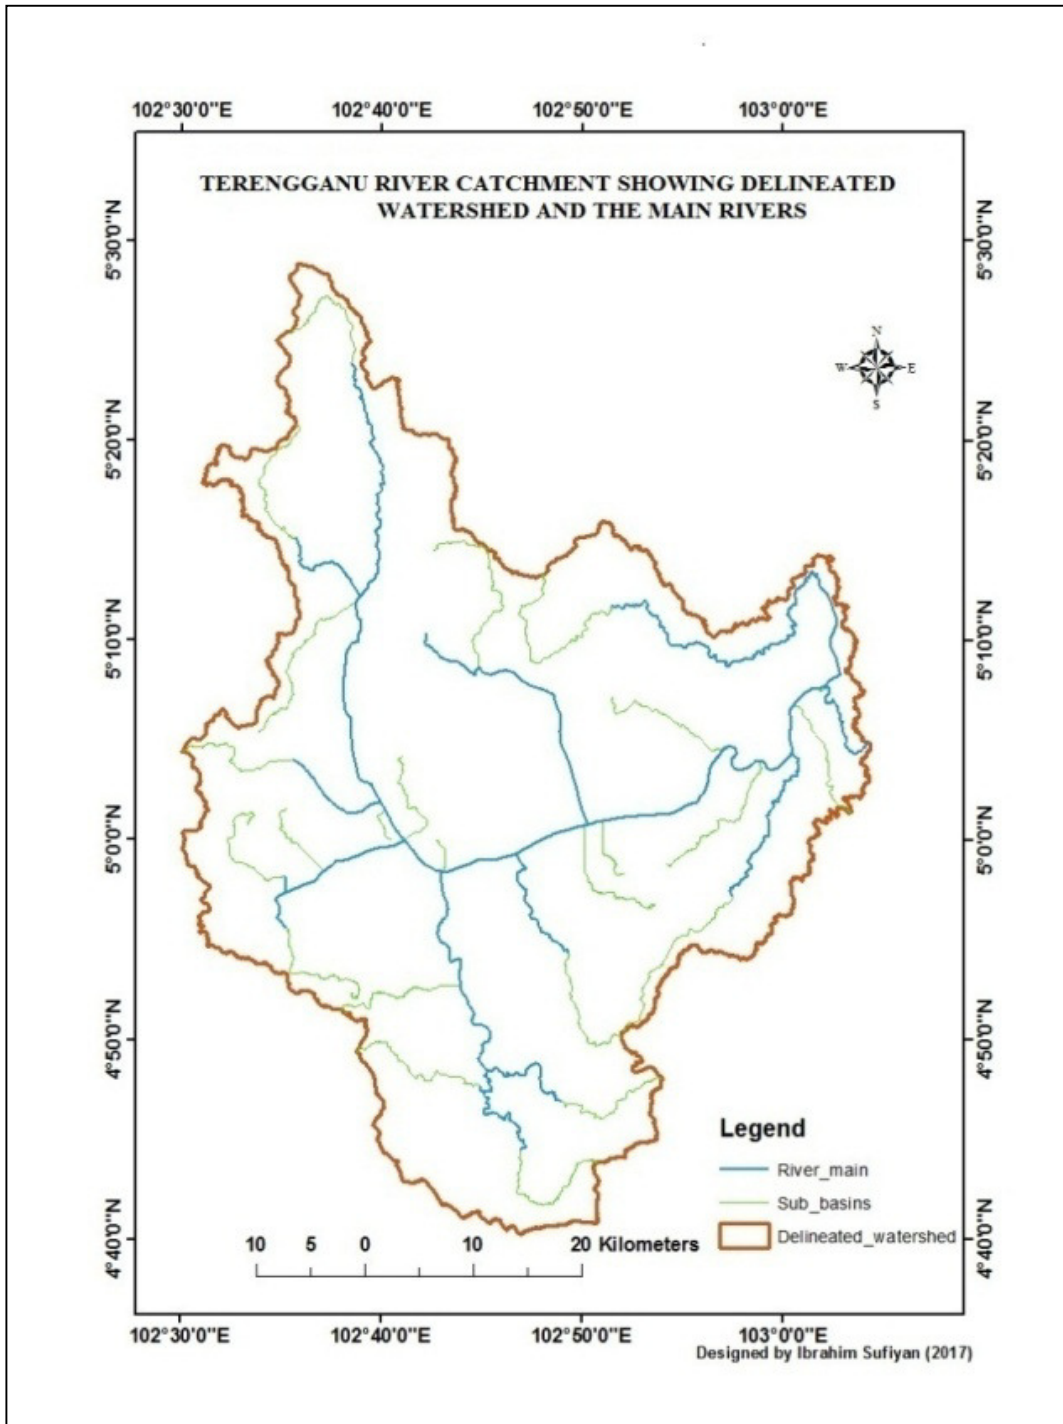 102°30'0"E 102°40'0"E 102°50'0"E 103°0'0"E
TERENGGANU RIVER CATCHMENT SHOWING DELINEATED
WATERSHED AND THE MAIN RIVERS
5°30'0"N 5°30'0"N
N
W E
S
5°20'0"N 5°20'0"N
5°10'0"N 5°10'0"N
5°0'0"N 5°0'0"N
4°50'0"N 4°50'0"N
Legend
River_main
Sub_basins
Delineated_watershed
4°40'0"N 4°40'0"N
10 5 0 10 20 Kilometers
102°30'0"E 102°40'0"E 102°50'0"E 103°0'0"E
Designed by Ibrahim Sufiyan (2017)